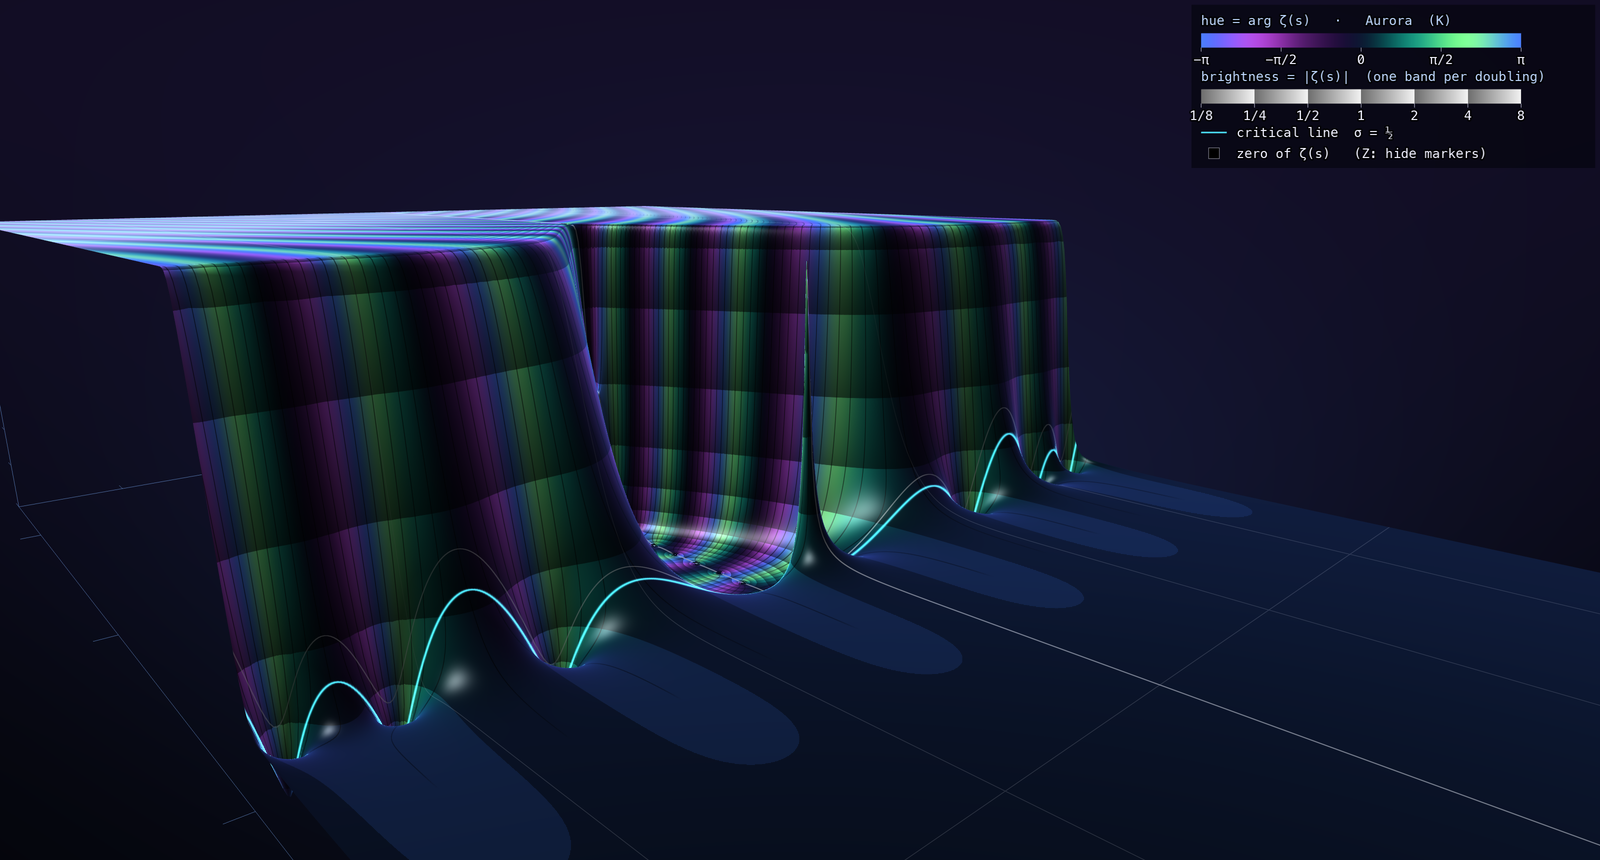 hue = arg ζ(s)   ·   Aurora  (K)
−π −π/2 0 π/2 π
brightness = |ζ(s)|  (one band per doubling)
1/8 1/4 1/2 1 2 4 8
critical line  σ = ½
zero of ζ(s)   (Z: hide markers)